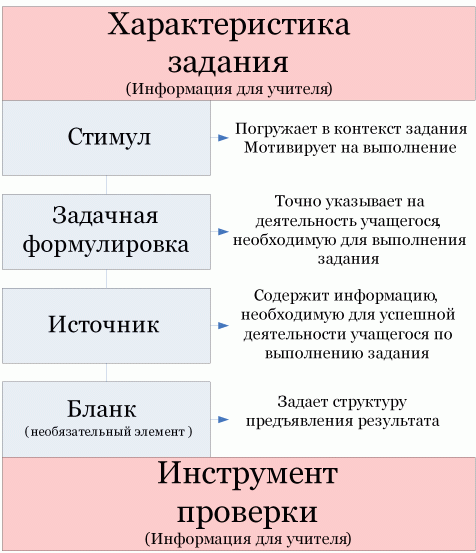 Характеристика
задания
(Информация для учителя)
Стимул
Погружает в контекст задания
Мотивирует на выполнение
Задачная
формулировка
Точно указывает на
деятельность учащегося,
необходимую для выполнения
задания
Источник
Содержит информацию,
необходимую для успешной
деятельности учащегося по
выполнению задания
Бланк
(необязательный элемент)
Задает структуру
предъявления результата
Инструмент
проверки
(Информация для учителя)